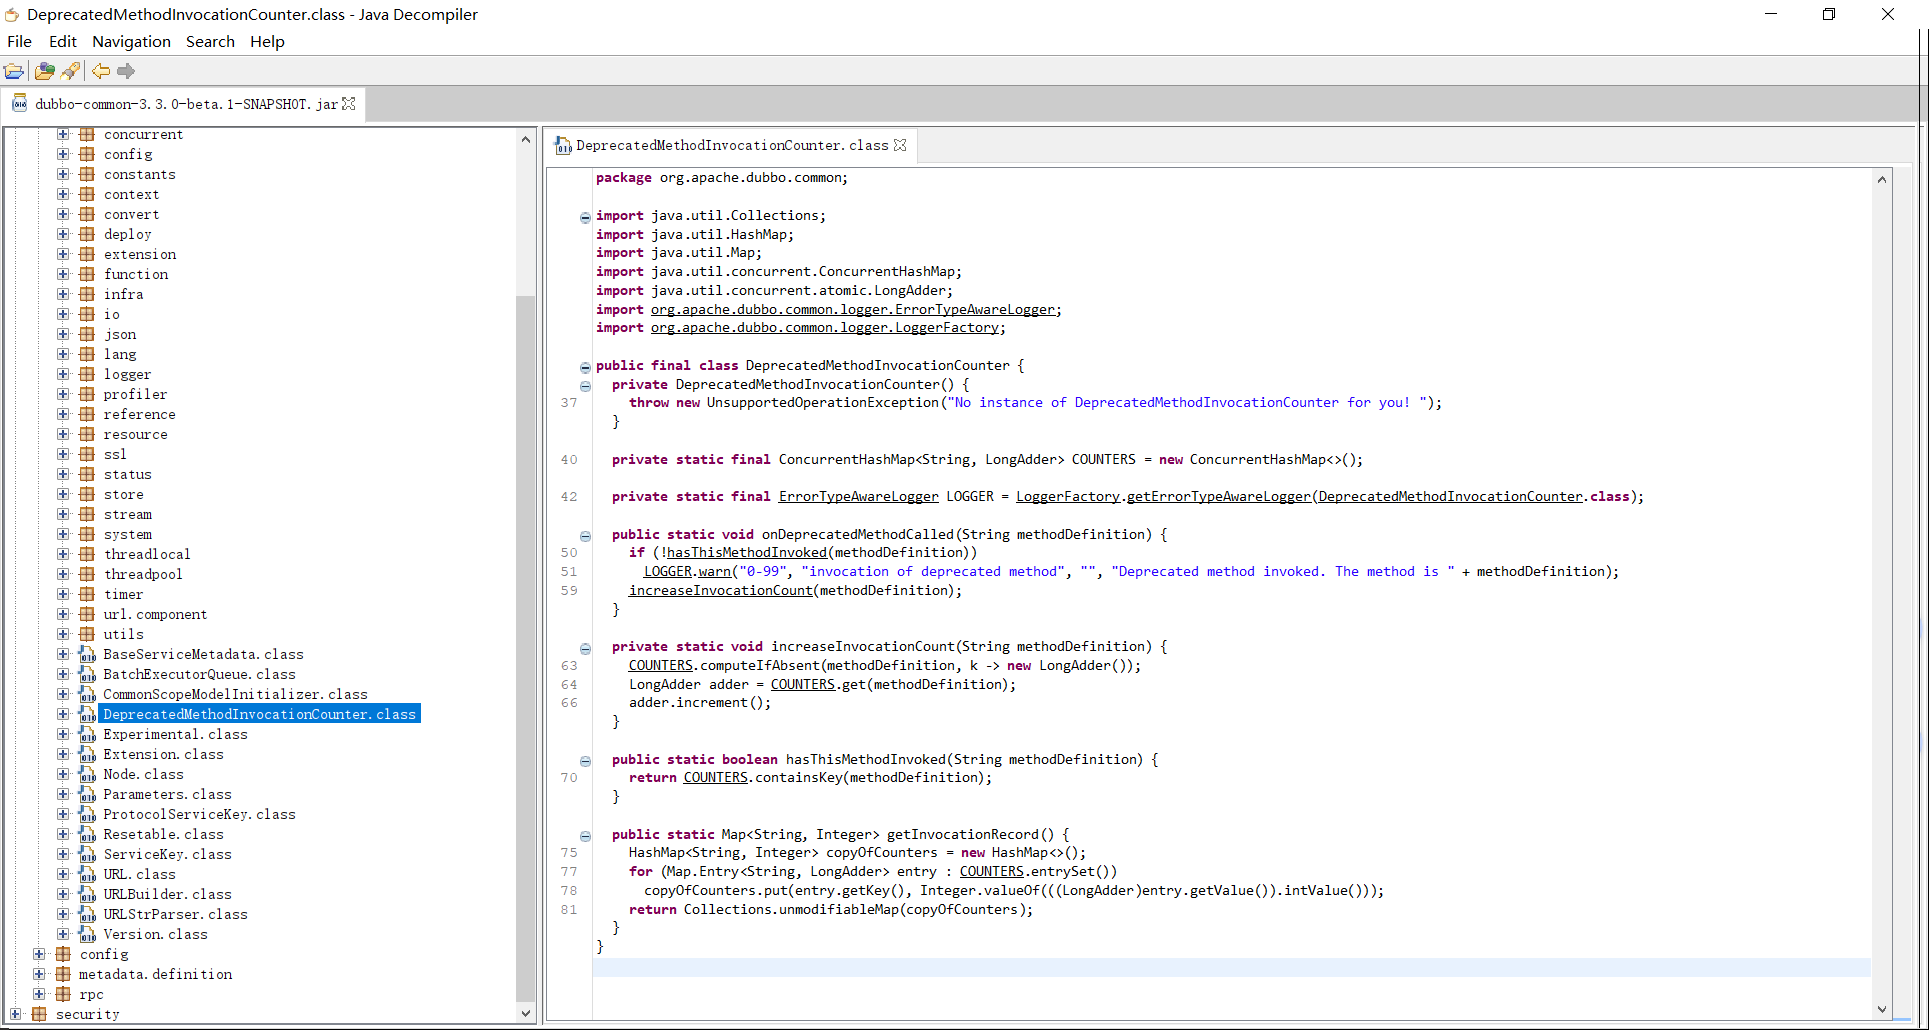 DeprecatedMethodInvocationCounter.class - Java Decompiler
File Edit Navigation Search Help
dubbo-common-3.3.0-beta.1-SNAPSHOT.jar
concurrent
config
constants
context
convert
deploy
extension
function
infra
io
json
lang
logger
profiler
reference
resource
ssl
status
store
stream
system
threadlocal
threadpool
timer
url.component
utils
BaseServiceMetadata.class
BatchExecutorQueue.class
CommonScopeModelInitializer.class
DeprecatedMethodInvocationCounter.class
Experimental.class
Extension.class
Node.class
Parameters.class
ProtocolServiceKey.class
Resetable.class
ServiceKey.class
URL.class
URLBuilder.class
URLStrParser.class
Version.class
config
metadata.definition
rpc
security
DeprecatedMethodInvocationCounter.class
package org.apache.dubbo.common;
import java.util.Collections;
import java.util.HashMap;
import java.util.Map;
import java.util.concurrent.ConcurrentHashMap;
import java.util.concurrent.atomic.LongAdder;
import org.apache.dubbo.common.logger.ErrorTypeAwareLogger;
import org.apache.dubbo.common.logger.LoggerFactory;
public final class DeprecatedMethodInvocationCounter {
private DeprecatedMethodInvocationCounter() {
37 throw new UnsupportedOperationException("No instance of DeprecatedMethodInvocationCounter for you! ");
}
40 private static final ConcurrentHashMap<String, LongAdder> COUNTERS = new ConcurrentHashMap<>();
42 private static final ErrorTypeAwareLogger LOGGER = LoggerFactory.getErrorTypeAwareLogger(DeprecatedMethodInvocationCounter.class);
public static void onDeprecatedMethodCalled(String methodDefinition) {
50 if (!hasThisMethodInvoked(methodDefinition))
51 LOGGER.warn("0-99", "invocation of deprecated method", "", "Deprecated method invoked. The method is " + methodDefinition);
59 increaseInvocationCount(methodDefinition);
}
private static void increaseInvocationCount(String methodDefinition) {
63 COUNTERS.computeIfAbsent(methodDefinition, k -> new LongAdder());
64 LongAdder adder = COUNTERS.get(methodDefinition);
66 adder.increment();
}
public static boolean hasThisMethodInvoked(String methodDefinition) {
70 return COUNTERS.containsKey(methodDefinition);
}
public static Map<String, Integer> getInvocationRecord() {
75 HashMap<String, Integer> copyOfCounters = new HashMap<>();
77 for (Map.Entry<String, LongAdder> entry : COUNTERS.entrySet())
78 copyOfCounters.put(entry.getKey(), Integer.valueOf(((LongAdder)entry.getValue()).intValue()));
81 return Collections.unmodifiableMap(copyOfCounters);
}
}